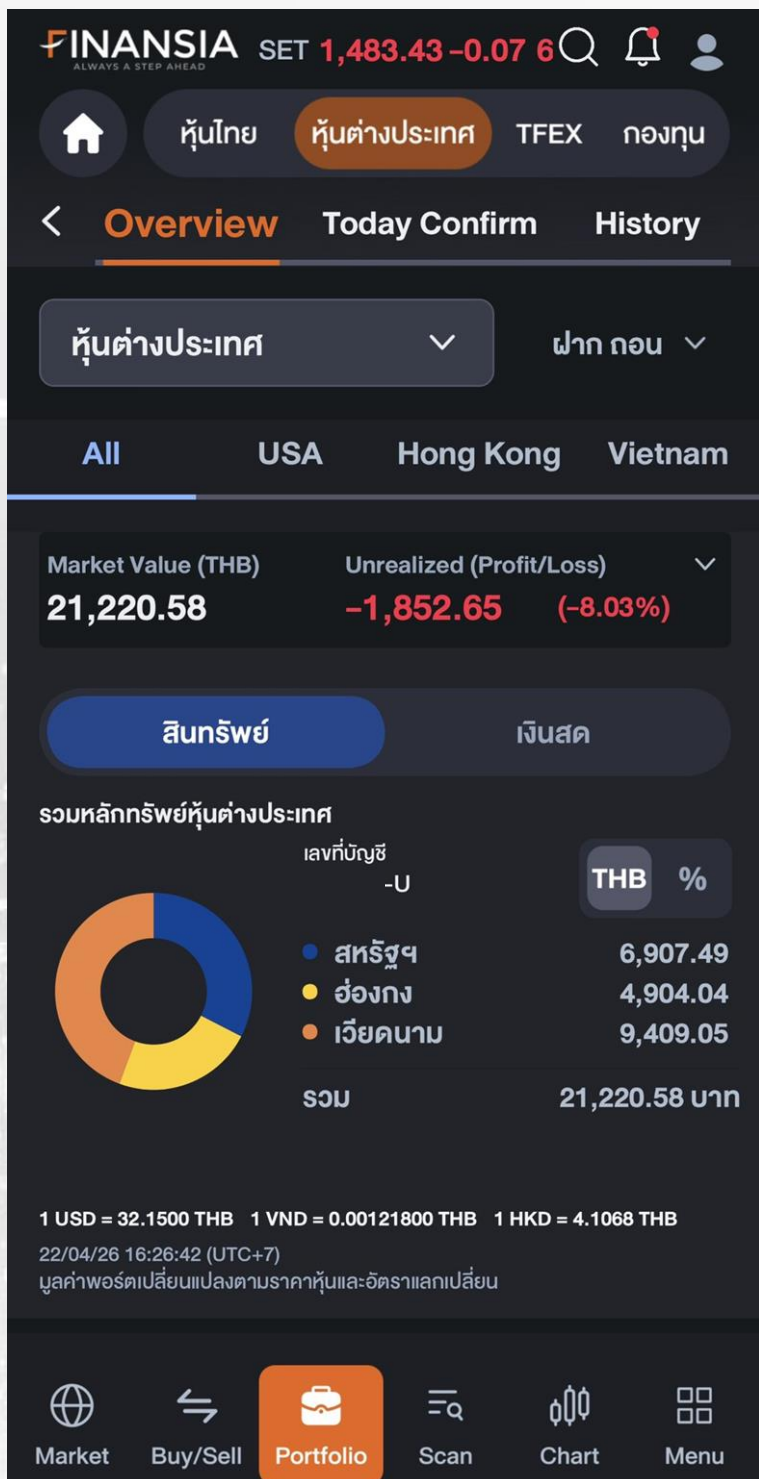 FINANSIA SET 1,483.43 -0.07 6
ALWAYS A STEP AHEAD
หุ้นไทย หุ้นต่างประเทศ TFEX กองทุน
Overview Today Confirm History
หุ้นต่างประเทศ ฝาก ถอน
All USA Hong Kong Vietnam
Market Value (THB) Unrealized (Profit/Loss)
21,220.58 -1,852.65 (-8.03%)
สินทรัพย์ เงินสด
รวมหลักทรัพย์หุ้นต่างประเทศ
เลขที่บัญชี
-U THB %
สหรัฐฯ 6,907.49
ฮ่องกง 4,904.04
เวียดนาม 9,409.05
รวม 21,220.58 บาท
1 USD = 32.1500 THB 1 VND = 0.00121800 THB 1 HKD = 4.1068 THB
22/04/26 16:26:42 (UTC+7)
มูลค่าพอร์ตเปลี่ยนแปลงตามราคาหุ้นและอัตราแลกเปลี่ยน
Market Buy/Sell Portfolio Scan Chart Menu